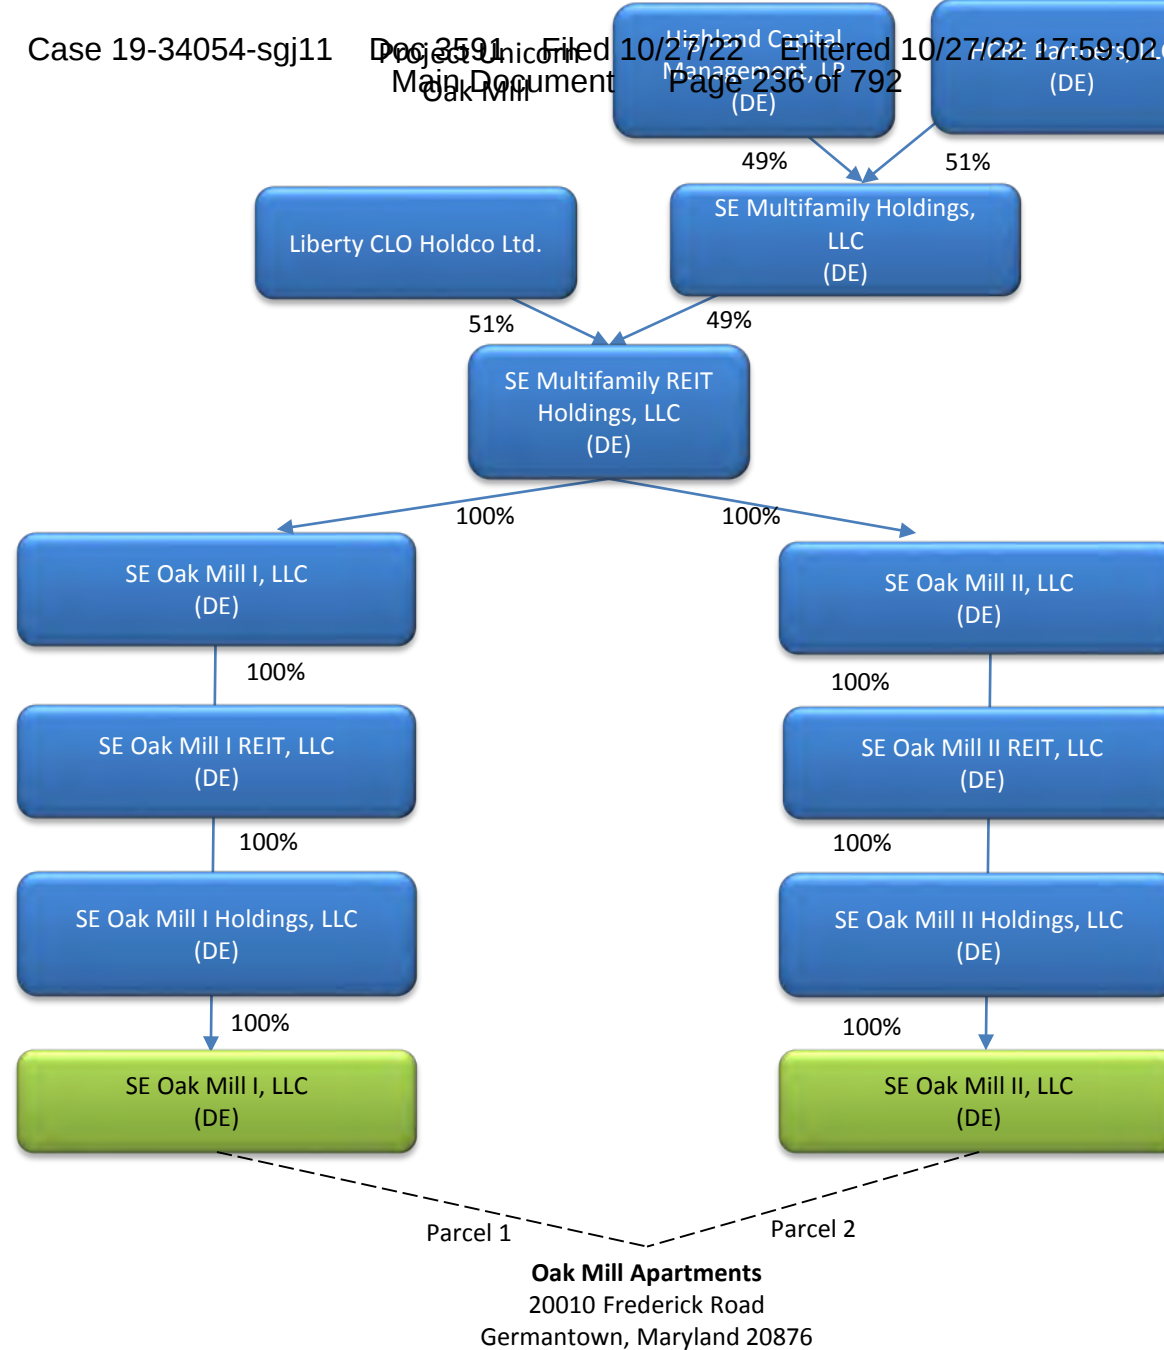 Case 19-34054-sgj11 Doc 3591 Filed 10/27/22 Entered 10/27/22 17:59:02
Main Document Page 236 of 792
Project Unicorn
Oak Mill
Highland Capital
Management, LP
(DE)
HCRE Partners, LLC
(DE)
49%
51%
Liberty CLO Holdco Ltd.
SE Multifamily Holdings,
LLC
(DE)
51%
49%
SE Multifamily REIT
Holdings, LLC
(DE)
100%
100%
SE Oak Mill I, LLC
(DE)
SE Oak Mill II, LLC
(DE)
100%
100%
SE Oak Mill I REIT, LLC
(DE)
SE Oak Mill II REIT, LLC
(DE)
100%
100%
SE Oak Mill I Holdings, LLC
(DE)
SE Oak Mill II Holdings, LLC
(DE)
100%
100%
SE Oak Mill I, LLC
(DE)
SE Oak Mill II, LLC
(DE)
Parcel 1
Parcel 2
Oak Mill Apartments
20010 Frederick Road
Germantown, Maryland 20876